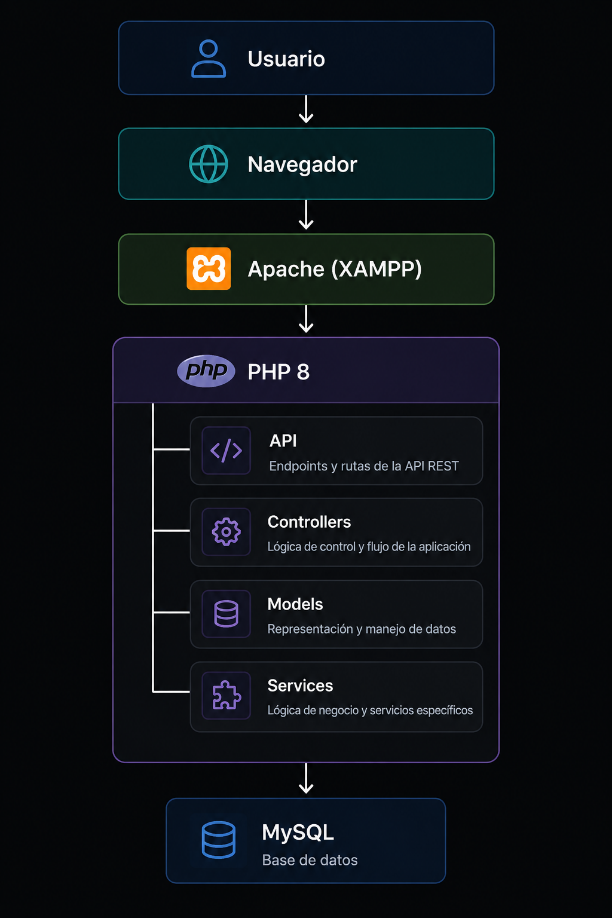 Usuario
Navegador
Apache (XAMPP)
php PHP 8
API
Endpoints y rutas de la API REST
Controllers
Lógica de control y flujo de la aplicación
Models
Representación y manejo de datos
Services
Lógica de negocio y servicios específicos
MySQL
Base de datos